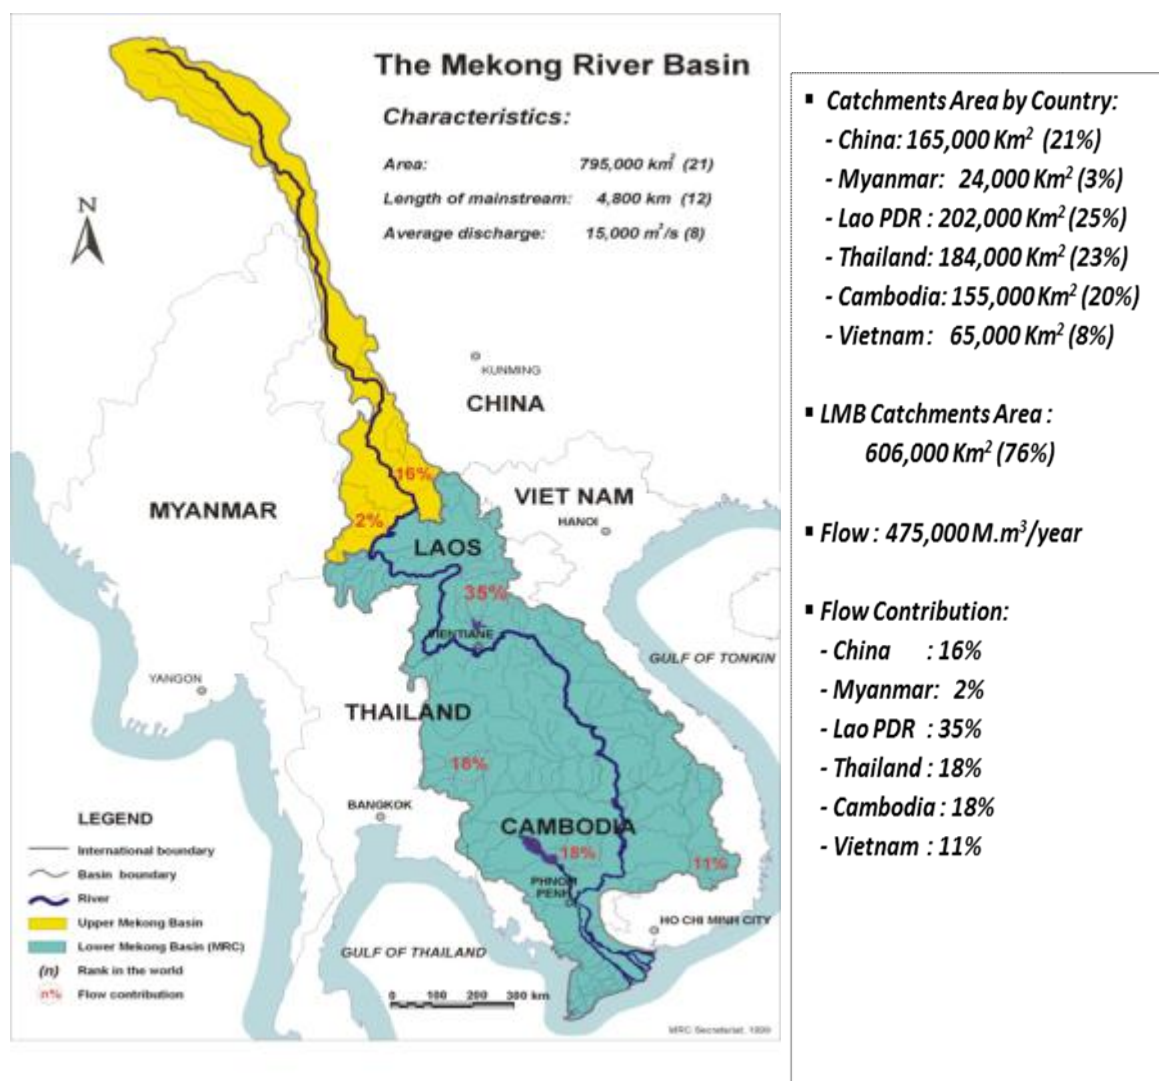 The Mekong River Basin
Characteristics:
Area: 795,000 km² (21)
Length of mainstream: 4,800 km (12)
Average discharge: 15,000 m³/s (8)
N
KUNMING
CHINA
16%
MYANMAR
2%
VIET NAM
HANOI
LAOS
35%
VIENTIANE
GULF OF TONKIN
YANGON
THAILAND
18%
BANGKOK
CAMBODIA
18%
11%
PHNOM
PENH
HO CHI MINH CITY
GULF OF THAILAND
LEGEND
International boundary
Basin boundary
River
Upper Mekong Basin
Lower Mekong Basin (MRC)
(n) Rank in the world
n% Flow contribution
0 100 200 300 km
MRC Secretariat, 1999
▪ Catchments Area by Country:
- China: 165,000 Km² (21%)
- Myanmar: 24,000 Km² (3%)
- Lao PDR : 202,000 Km² (25%)
- Thailand: 184,000 Km² (23%)
- Cambodia: 155,000 Km² (20%)
- Vietnam : 65,000 Km² (8%)
▪ LMB Catchments Area :
606,000 Km² (76%)
▪ Flow : 475,000 M.m³/year
▪ Flow Contribution:
- China : 16%
- Myanmar: 2%
- Lao PDR : 35%
- Thailand : 18%
- Cambodia : 18%
- Vietnam : 11%